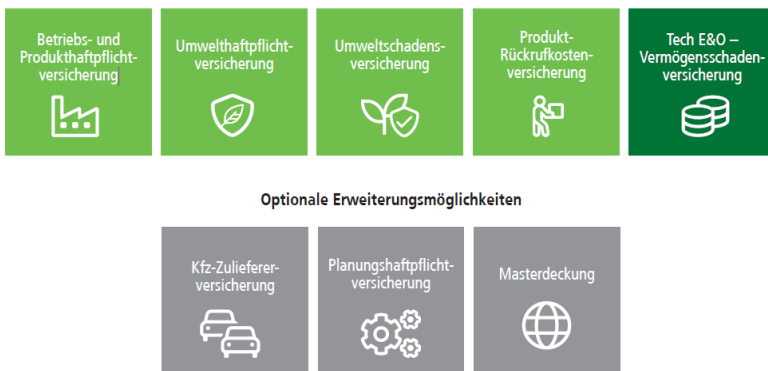 Betriebs- und
Produkthaftpflicht-
versicherung
Umwelthaftpflicht-
versicherung
Umweltschadens-
versicherung
Produkt-
Rückrufkosten-
versicherung
Tech E&O –
Vermögensschaden-
versicherung
Optionale Erweiterungsmöglichkeiten
Kfz-Zulieferer-
versicherung
Planungshaftpflicht-
versicherung
Masterdeckung